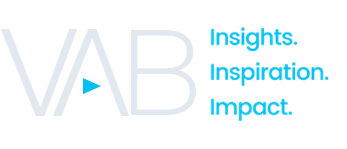 VAB
Insights.
Inspiration.
Impact.